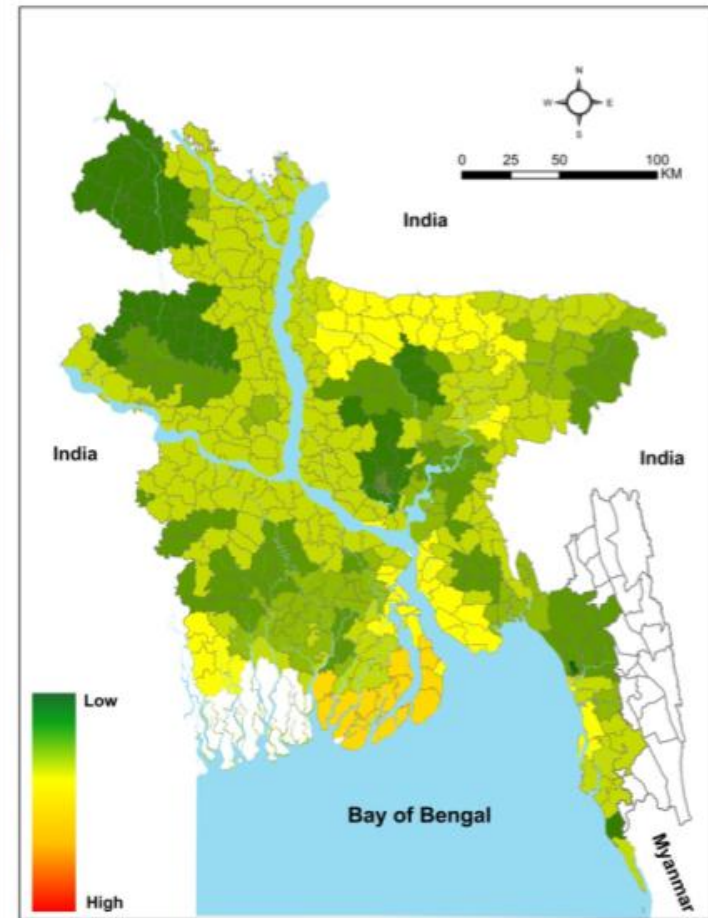 N
W E
S
0 25 50 100
KM
India
India
India
Low
High
Bay of Bengal
Myanmar